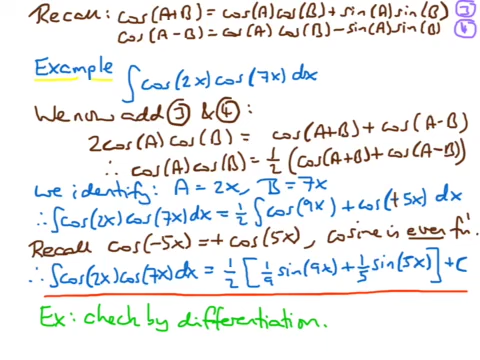 Recall: cos(A+B) = cos(A)cos(B) + sin(A)sin(B) ③
cos(A-B) = cos(A) cos(B) - sin(A) sin(B) ④
Example
∫cos(2x)cos(7x) dx
We now add ③ & ④:
2cos(A)cos(B) = cos(A+B) + cos(A-B)
∴ cos(A)cos(B) = 1/2 (cos(A+B) + cos(A-B))
We identify: A = 2x, B = 7x
∴ ∫cos(2x)cos(7x)dx = 1/2 ∫cos(9x) + cos(+5x) dx
Recall cos(-5x) = + cos(5x), cosine is even fn.
∴ ∫cos(2x)cos(7x)dx = 1/2 [1/9 sin(9x) + 1/5 sin(5x)] + C
Ex: check by differentiation.